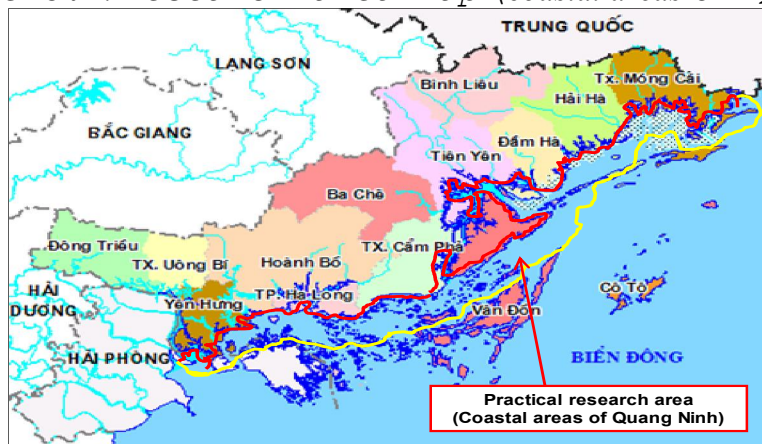 (coastal areas
TRUNG QUỐC
LẠNG SƠN
Tx. Móng Cái
Bình Liêu
Hải Hà
BẮC GIANG
Đầm Hà
Tiên Yên
Ba Chẽ
Đông Triều
TX. Cẩm Phả
TX. Uông Bí
Hoành Bồ
HẢI
DƯƠNG
Yên Hưng
TP. Hạ Long
Cô Tô
Vân Đồn
HẢI PHÒNG
BIỂN ĐÔNG
Practical research area
(Coastal areas of Quang Ninh)